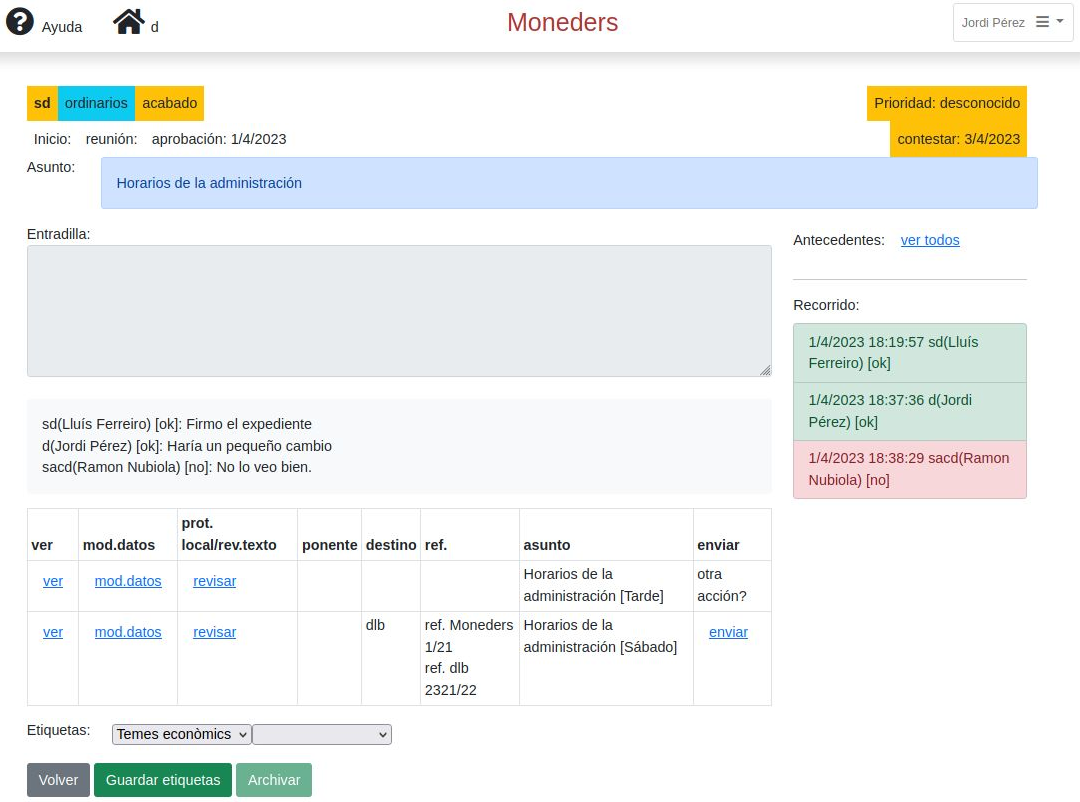 Ayuda d Moneders Jordi Pérez
sd ordinarios acabado Prioridad: desconocido
Inicio: reunión: aprobación: 1/4/2023 contestar: 3/4/2023
Asunto: Horarios de la administración
Entradilla:
Antecedentes: ver todos
Recorrido:
1/4/2023 18:19:57 sd(Lluís
Ferreiro) [ok]
1/4/2023 18:37:36 d(Jordi
Pérez) [ok]
1/4/2023 18:38:29 sacd(Ramon
Nubiola) [no]
sd(Lluís Ferreiro) [ok]: Firmo el expediente
d(Jordi Pérez) [ok]: Haría un pequeño cambio
sacd(Ramon Nubiola) [no]: No lo veo bien.
prot.
ver mod.datos local/rev.texto ponente destino ref. asunto enviar
ver mod.datos revisar Horarios de la otra
administración [Tarde] acción?
ver mod.datos revisar dlb ref. Moneders Horarios de la enviar
1/21 administración [Sábado]
ref. dlb
2321/22
Etiquetas: Temes econòmics
Volver Guardar etiquetas Archivar